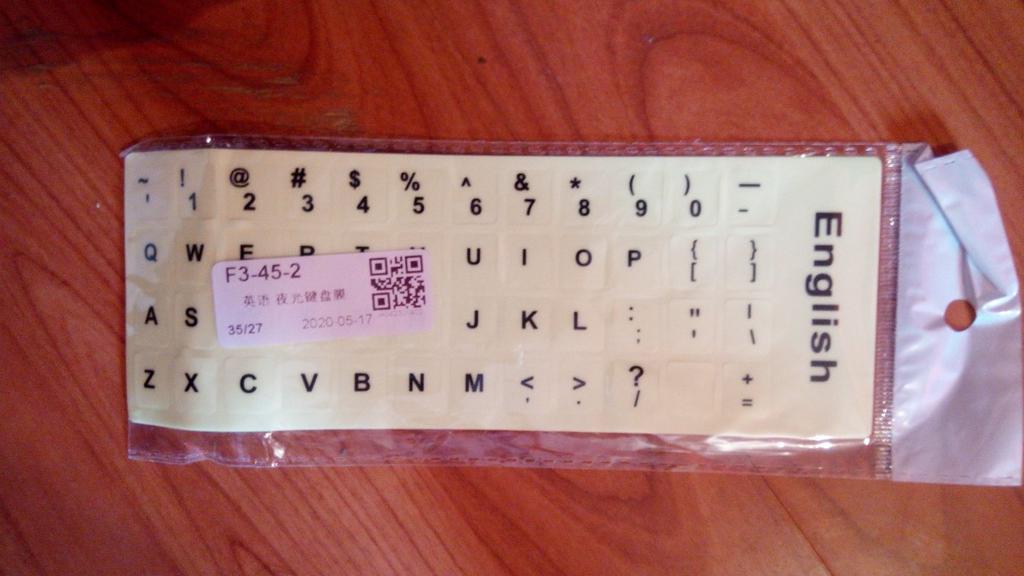 ~ ! @ # $ % ^ & * ( ) —
' 1 2 3 4 5 6 7 8 9 0 -
Q W E R T U I O P { }
[ ]
A S J K L : " |
; ' \
Z X C V B N M < > ? +
, . / =
English
F3-45-2
英语 夜光键盘膜
35/27 2020-05-17